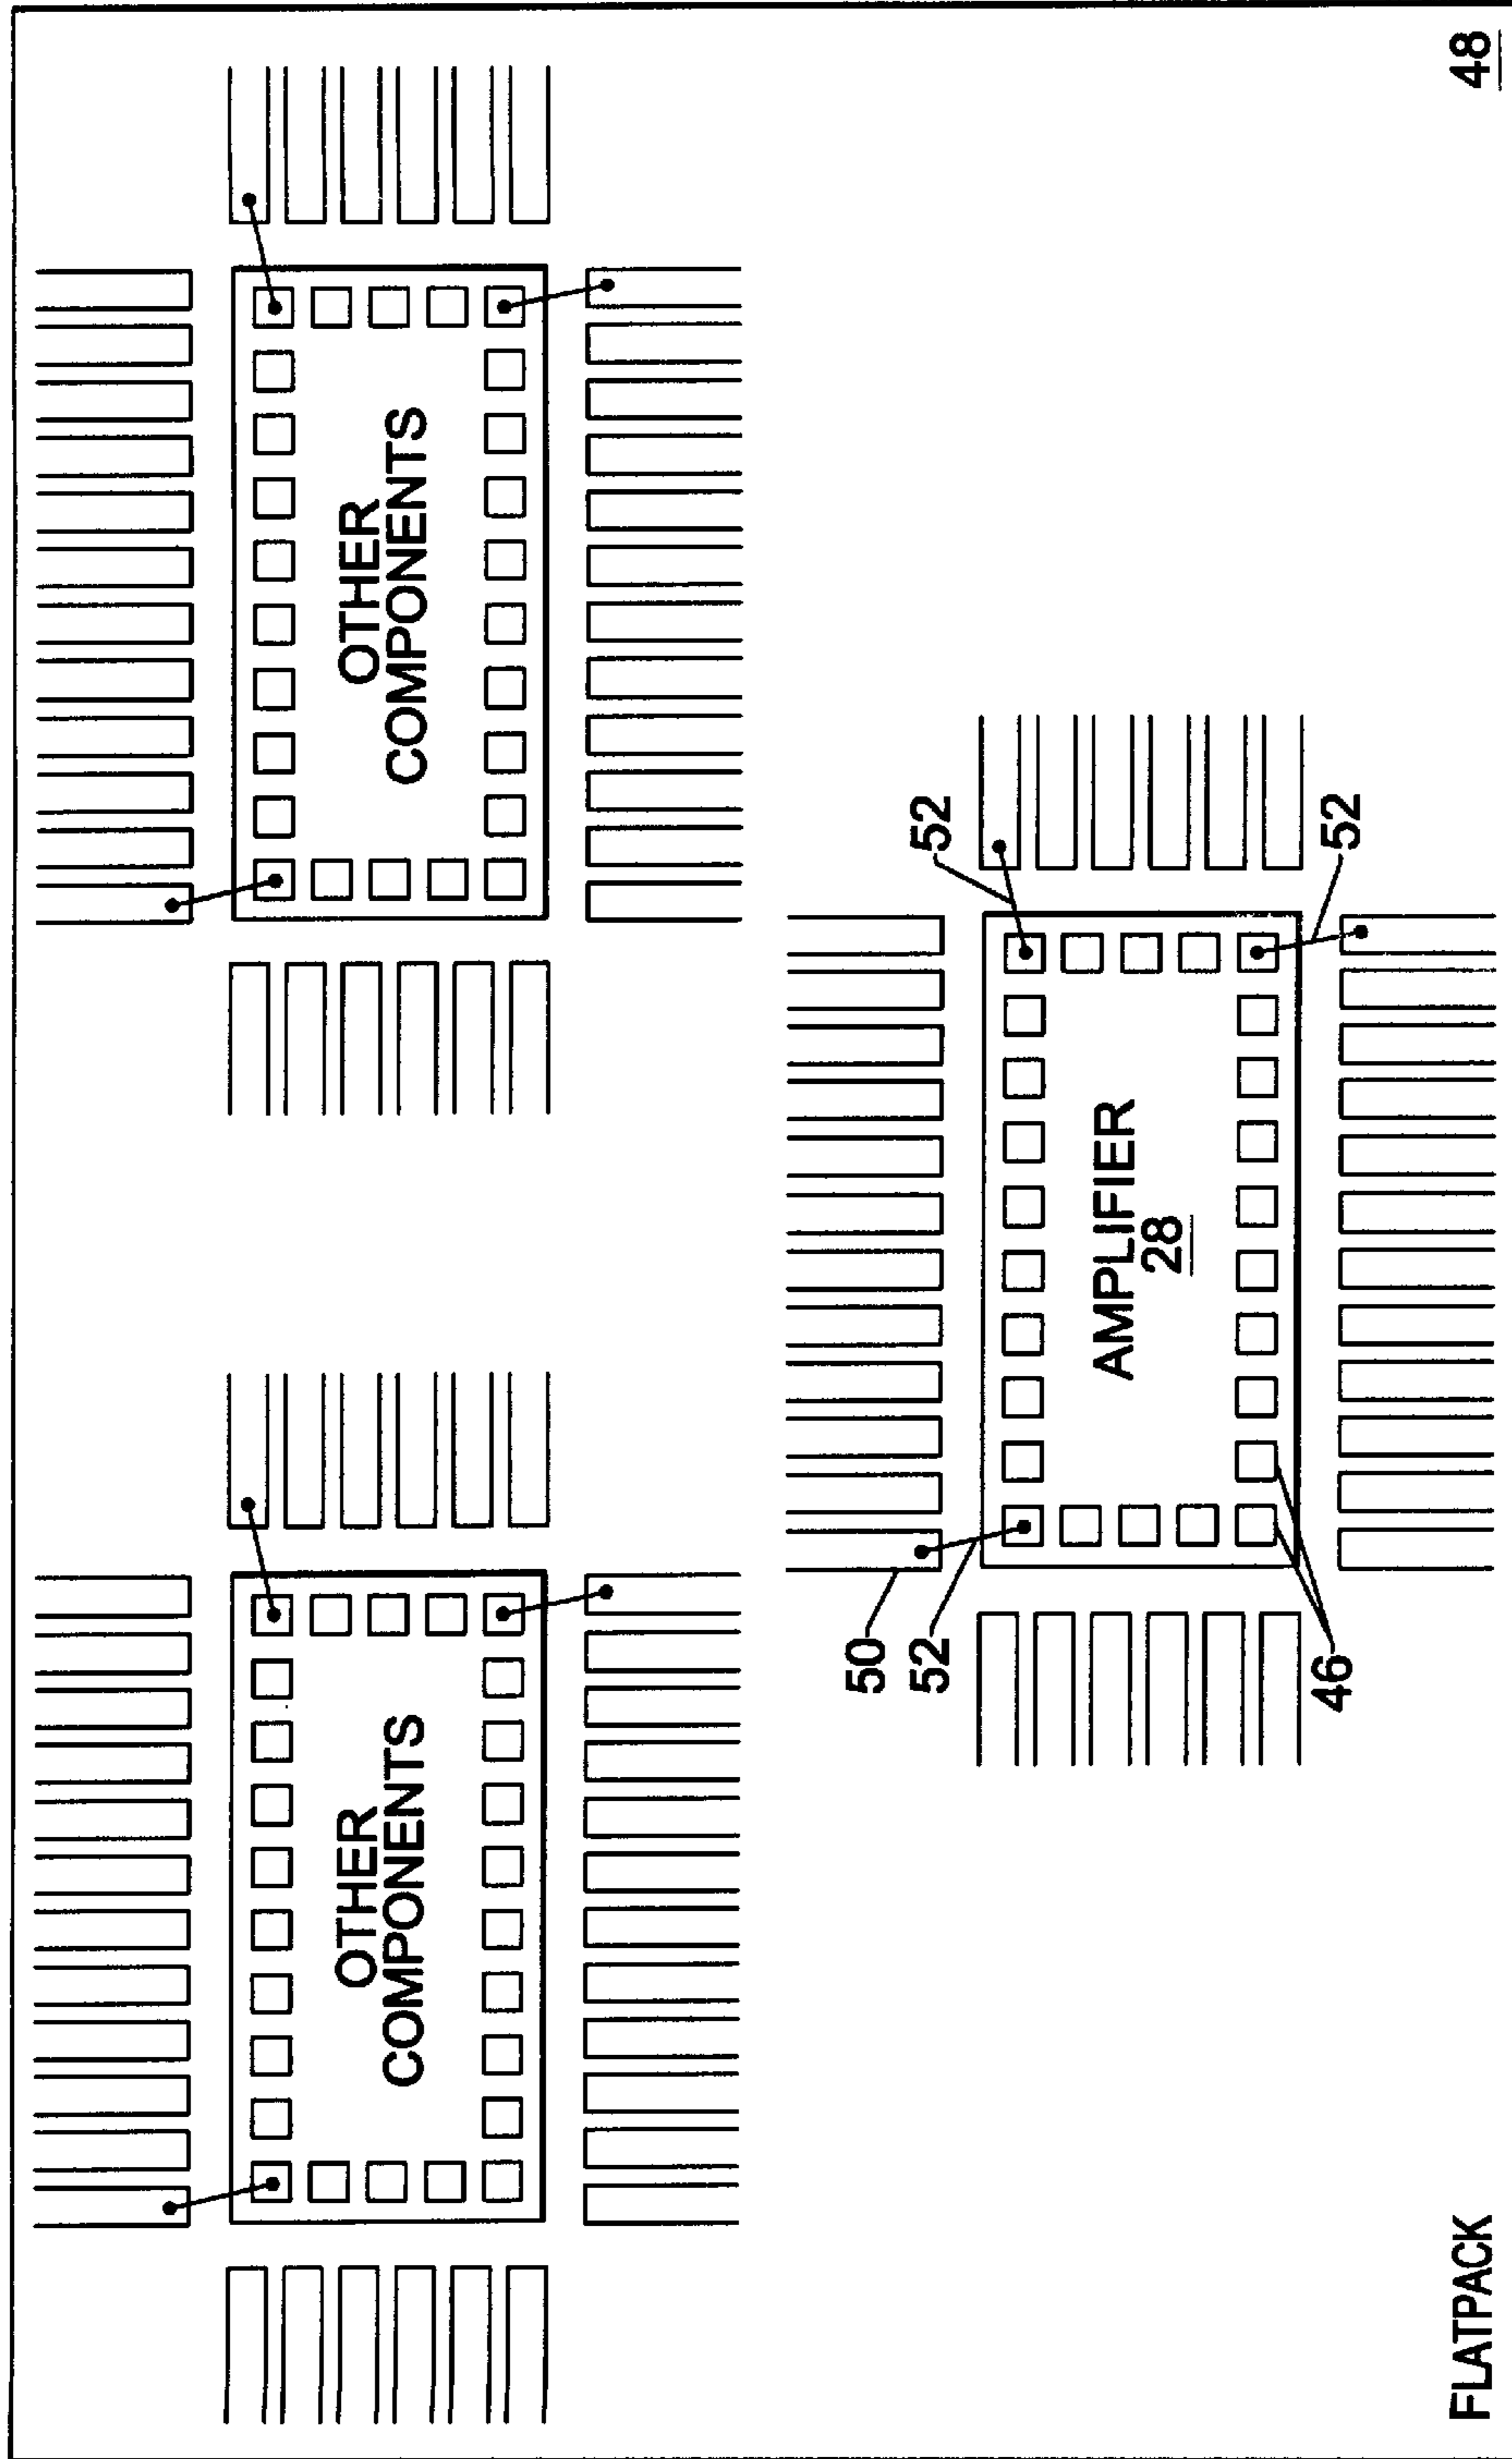 OTHER
COMPONENTS
OTHER
COMPONENTS
50
52
52
AMPLIFIER
28
52
46
FLATPACK
48